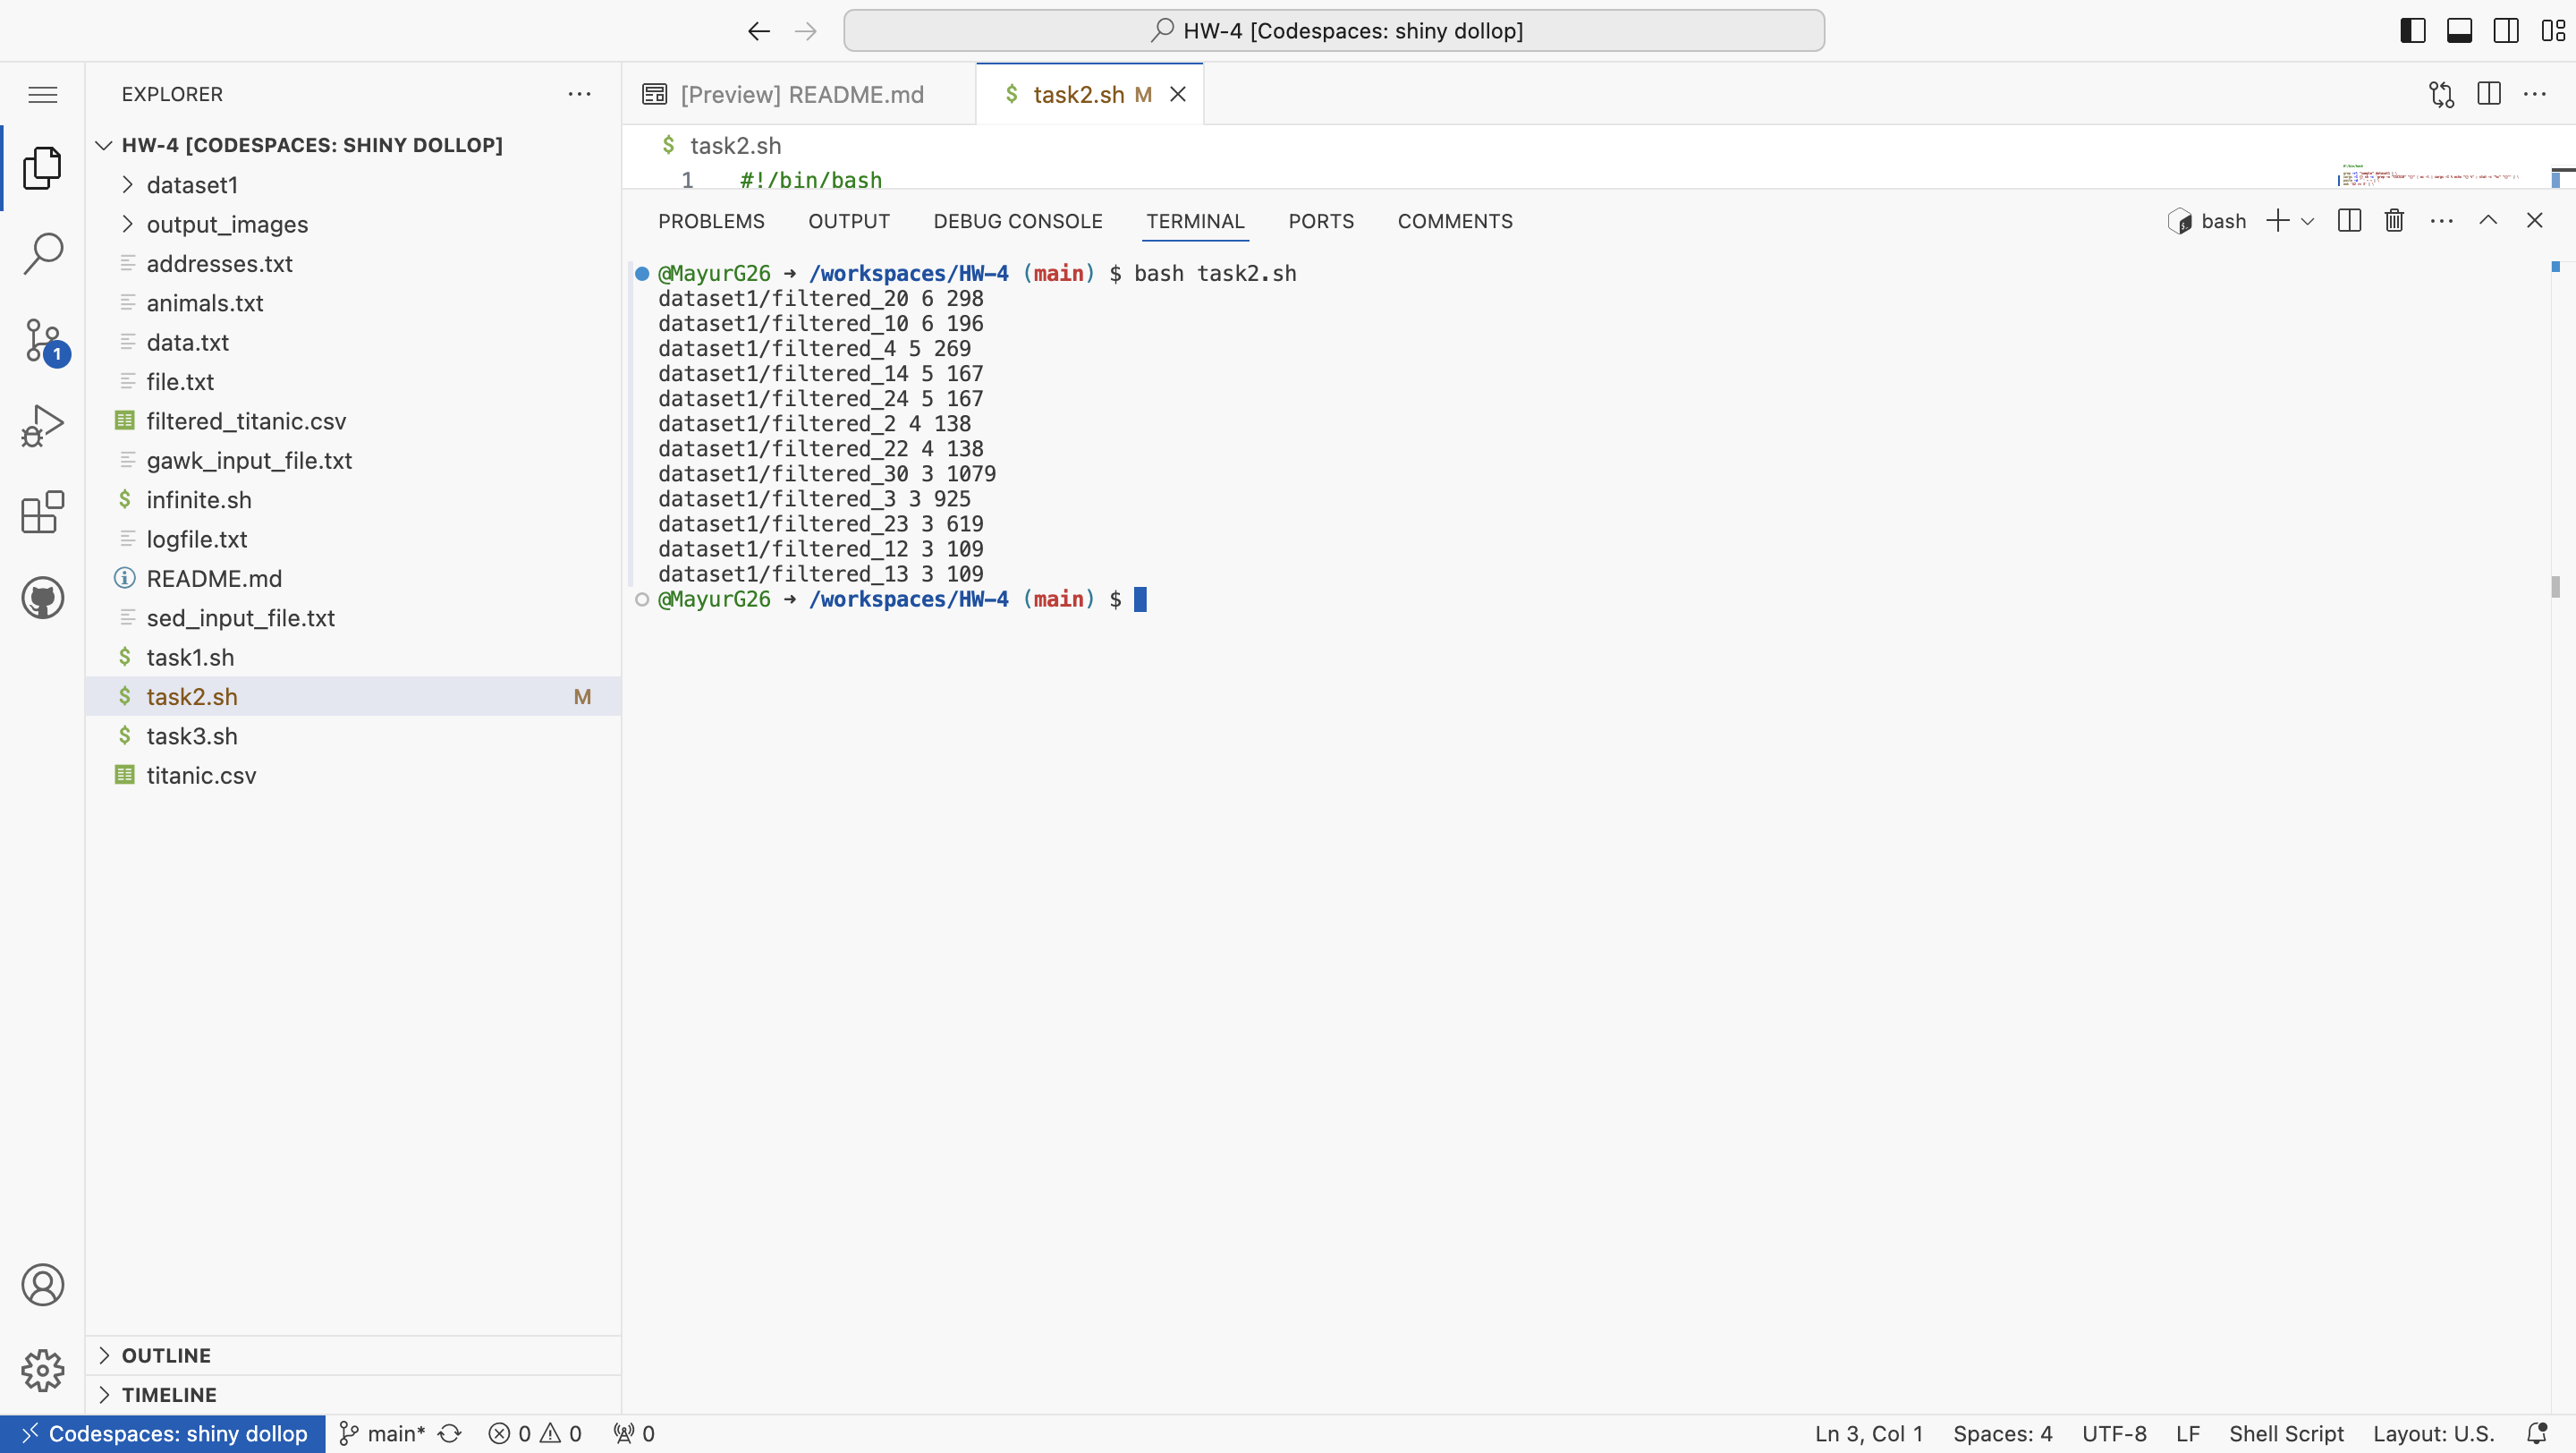 HW-4 [Codespaces: shiny dollop]
EXPLORER
HW-4 [CODESPACES: SHINY DOLLOP]
dataset1
output_images
addresses.txt
animals.txt
data.txt
file.txt
filtered_titanic.csv
gawk_input_file.txt
infinite.sh
logfile.txt
README.md
sed_input_file.txt
task1.sh
task2.sh M
task3.sh
titanic.csv
OUTLINE
TIMELINE
1
[Preview] README.md
$ task2.sh M
$ task2.sh
1 #!/bin/bash
PROBLEMS OUTPUT DEBUG CONSOLE TERMINAL PORTS COMMENTS
bash
@MayurG26 ➜ /workspaces/HW-4 (main) $ bash task2.sh
dataset1/filtered_20 6 298
dataset1/filtered_10 6 196
dataset1/filtered_4 5 269
dataset1/filtered_14 5 167
dataset1/filtered_24 5 167
dataset1/filtered_2 4 138
dataset1/filtered_22 4 138
dataset1/filtered_30 3 1079
dataset1/filtered_3 3 925
dataset1/filtered_23 3 619
dataset1/filtered_12 3 109
dataset1/filtered_13 3 109
@MayurG26 ➜ /workspaces/HW-4 (main) $
Codespaces: shiny dollop main* 0 0 0 Ln 3, Col 1 Spaces: 4 UTF-8 LF Shell Script Layout: U.S.